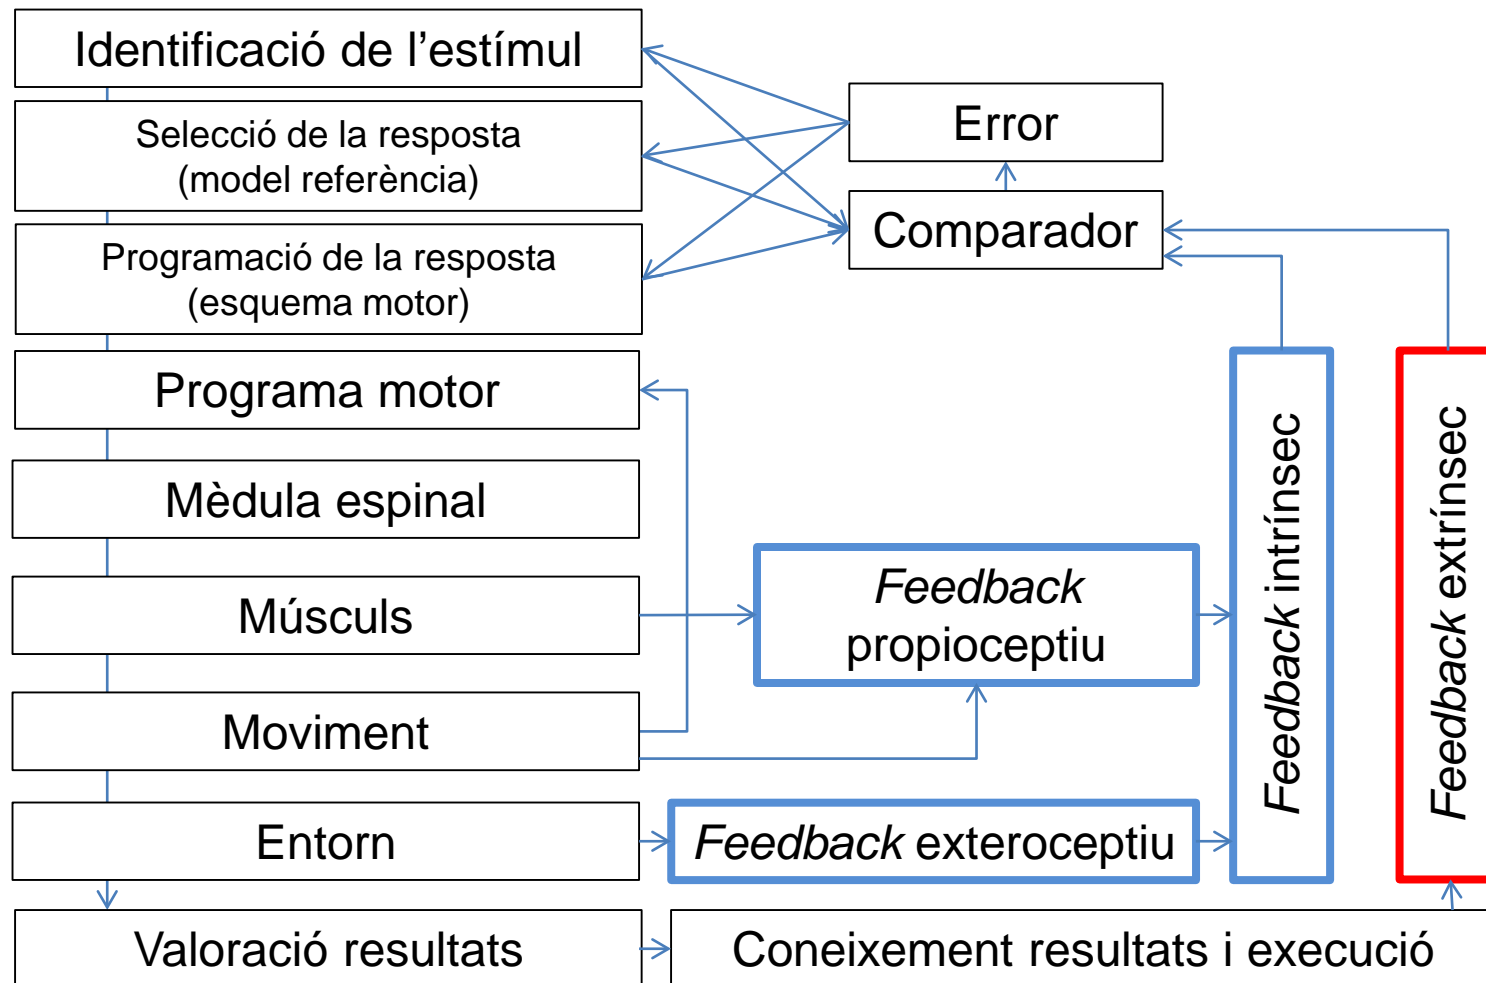 Identificació de l’estímul
Selecció de la resposta
(model referència)
Programació de la resposta
(esquema motor)
Programa motor
Mèdula espinal
Músculs
Moviment
Entorn
Valoració resultats
Error
Comparador
Feedback
propioceptiu
Feedback exteroceptiu
Coneixement resultats i execució
Feedback intrínsec
Feedback extrínsec